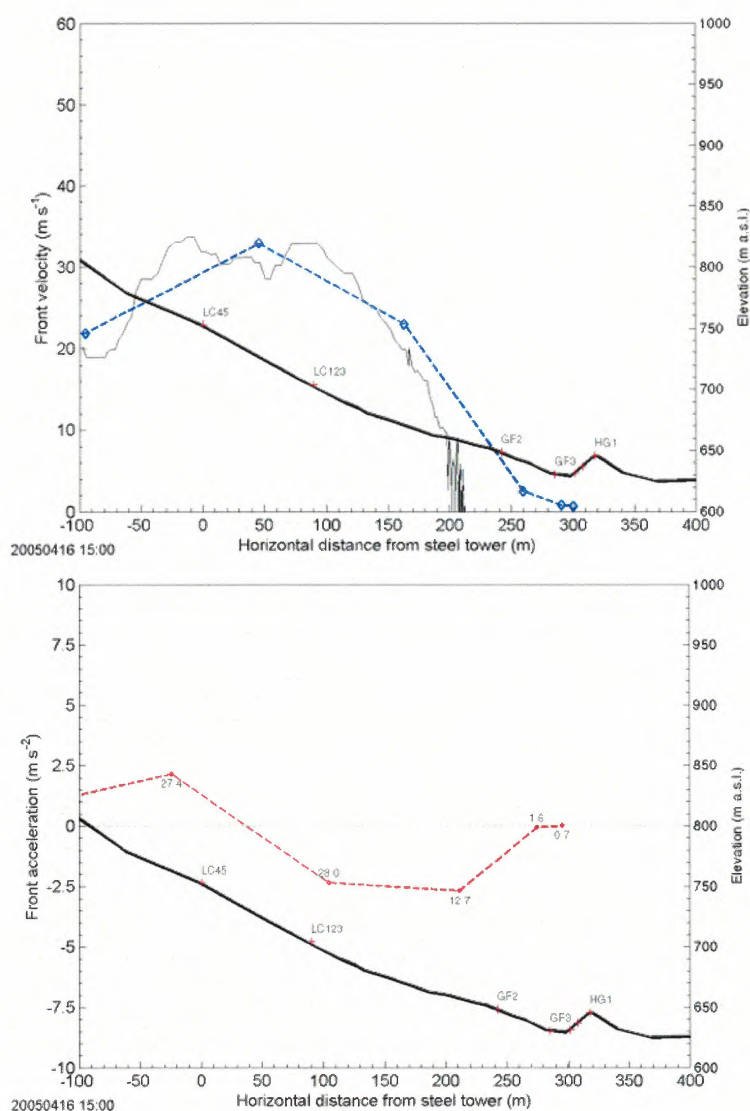 60
50
40
30
20
10
0
Front velocity (m s⁻¹)
1000
950
900
850
800
750
700
650
600
Elevation (m a.s.l.)
LC45
LC123
GF2
GF3
HG1
-100 -50 0 50 100 150 200 250 300 350 400
Horizontal distance from steel tower (m)
20050416 15:00
10
7.5
5
2.5
0
-2.5
-5
-7.5
-10
Front acceleration (m s⁻²)
1000
950
900
850
800
750
700
650
600
Elevation (m a.s.l.)
27.4
28.0
12.7
1.6
0.7
LC45
LC123
GF2
GF3
HG1
-100 -50 0 50 100 150 200 250 300 350 400
Horizontal distance from steel tower (m)
20050416 15:00